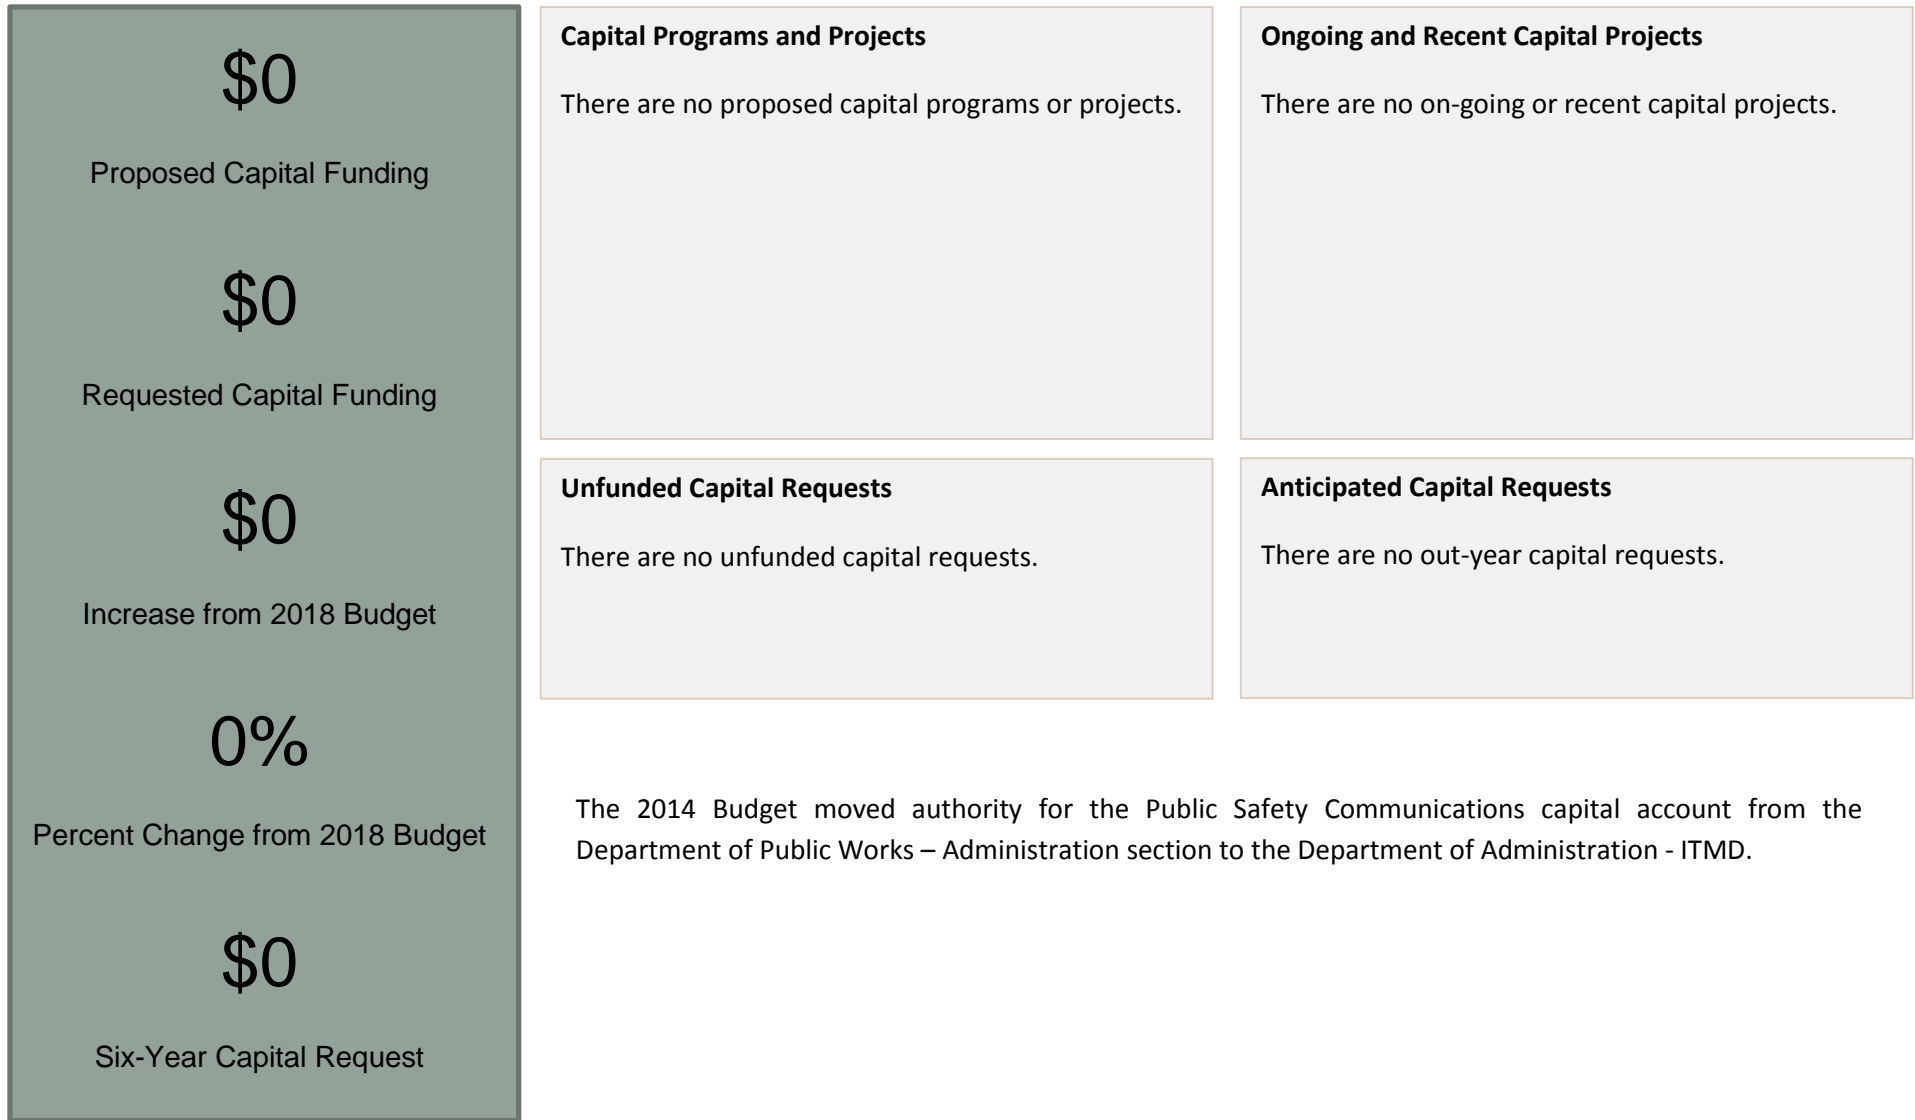 $0
Proposed Capital Funding
$0
Requested Capital Funding
$0
Increase from 2018 Budget
0%
Percent Change from 2018 Budget
$0
Six-Year Capital Request
Capital Programs and Projects
There are no proposed capital programs or projects.
Ongoing and Recent Capital Projects
There are no on-going or recent capital projects.
Unfunded Capital Requests
There are no unfunded capital requests.
Anticipated Capital Requests
There are no out-year capital requests.
The 2014 Budget moved authority for the Public Safety Communications capital account from the
Department of Public Works – Administration section to the Department of Administration - ITMD.